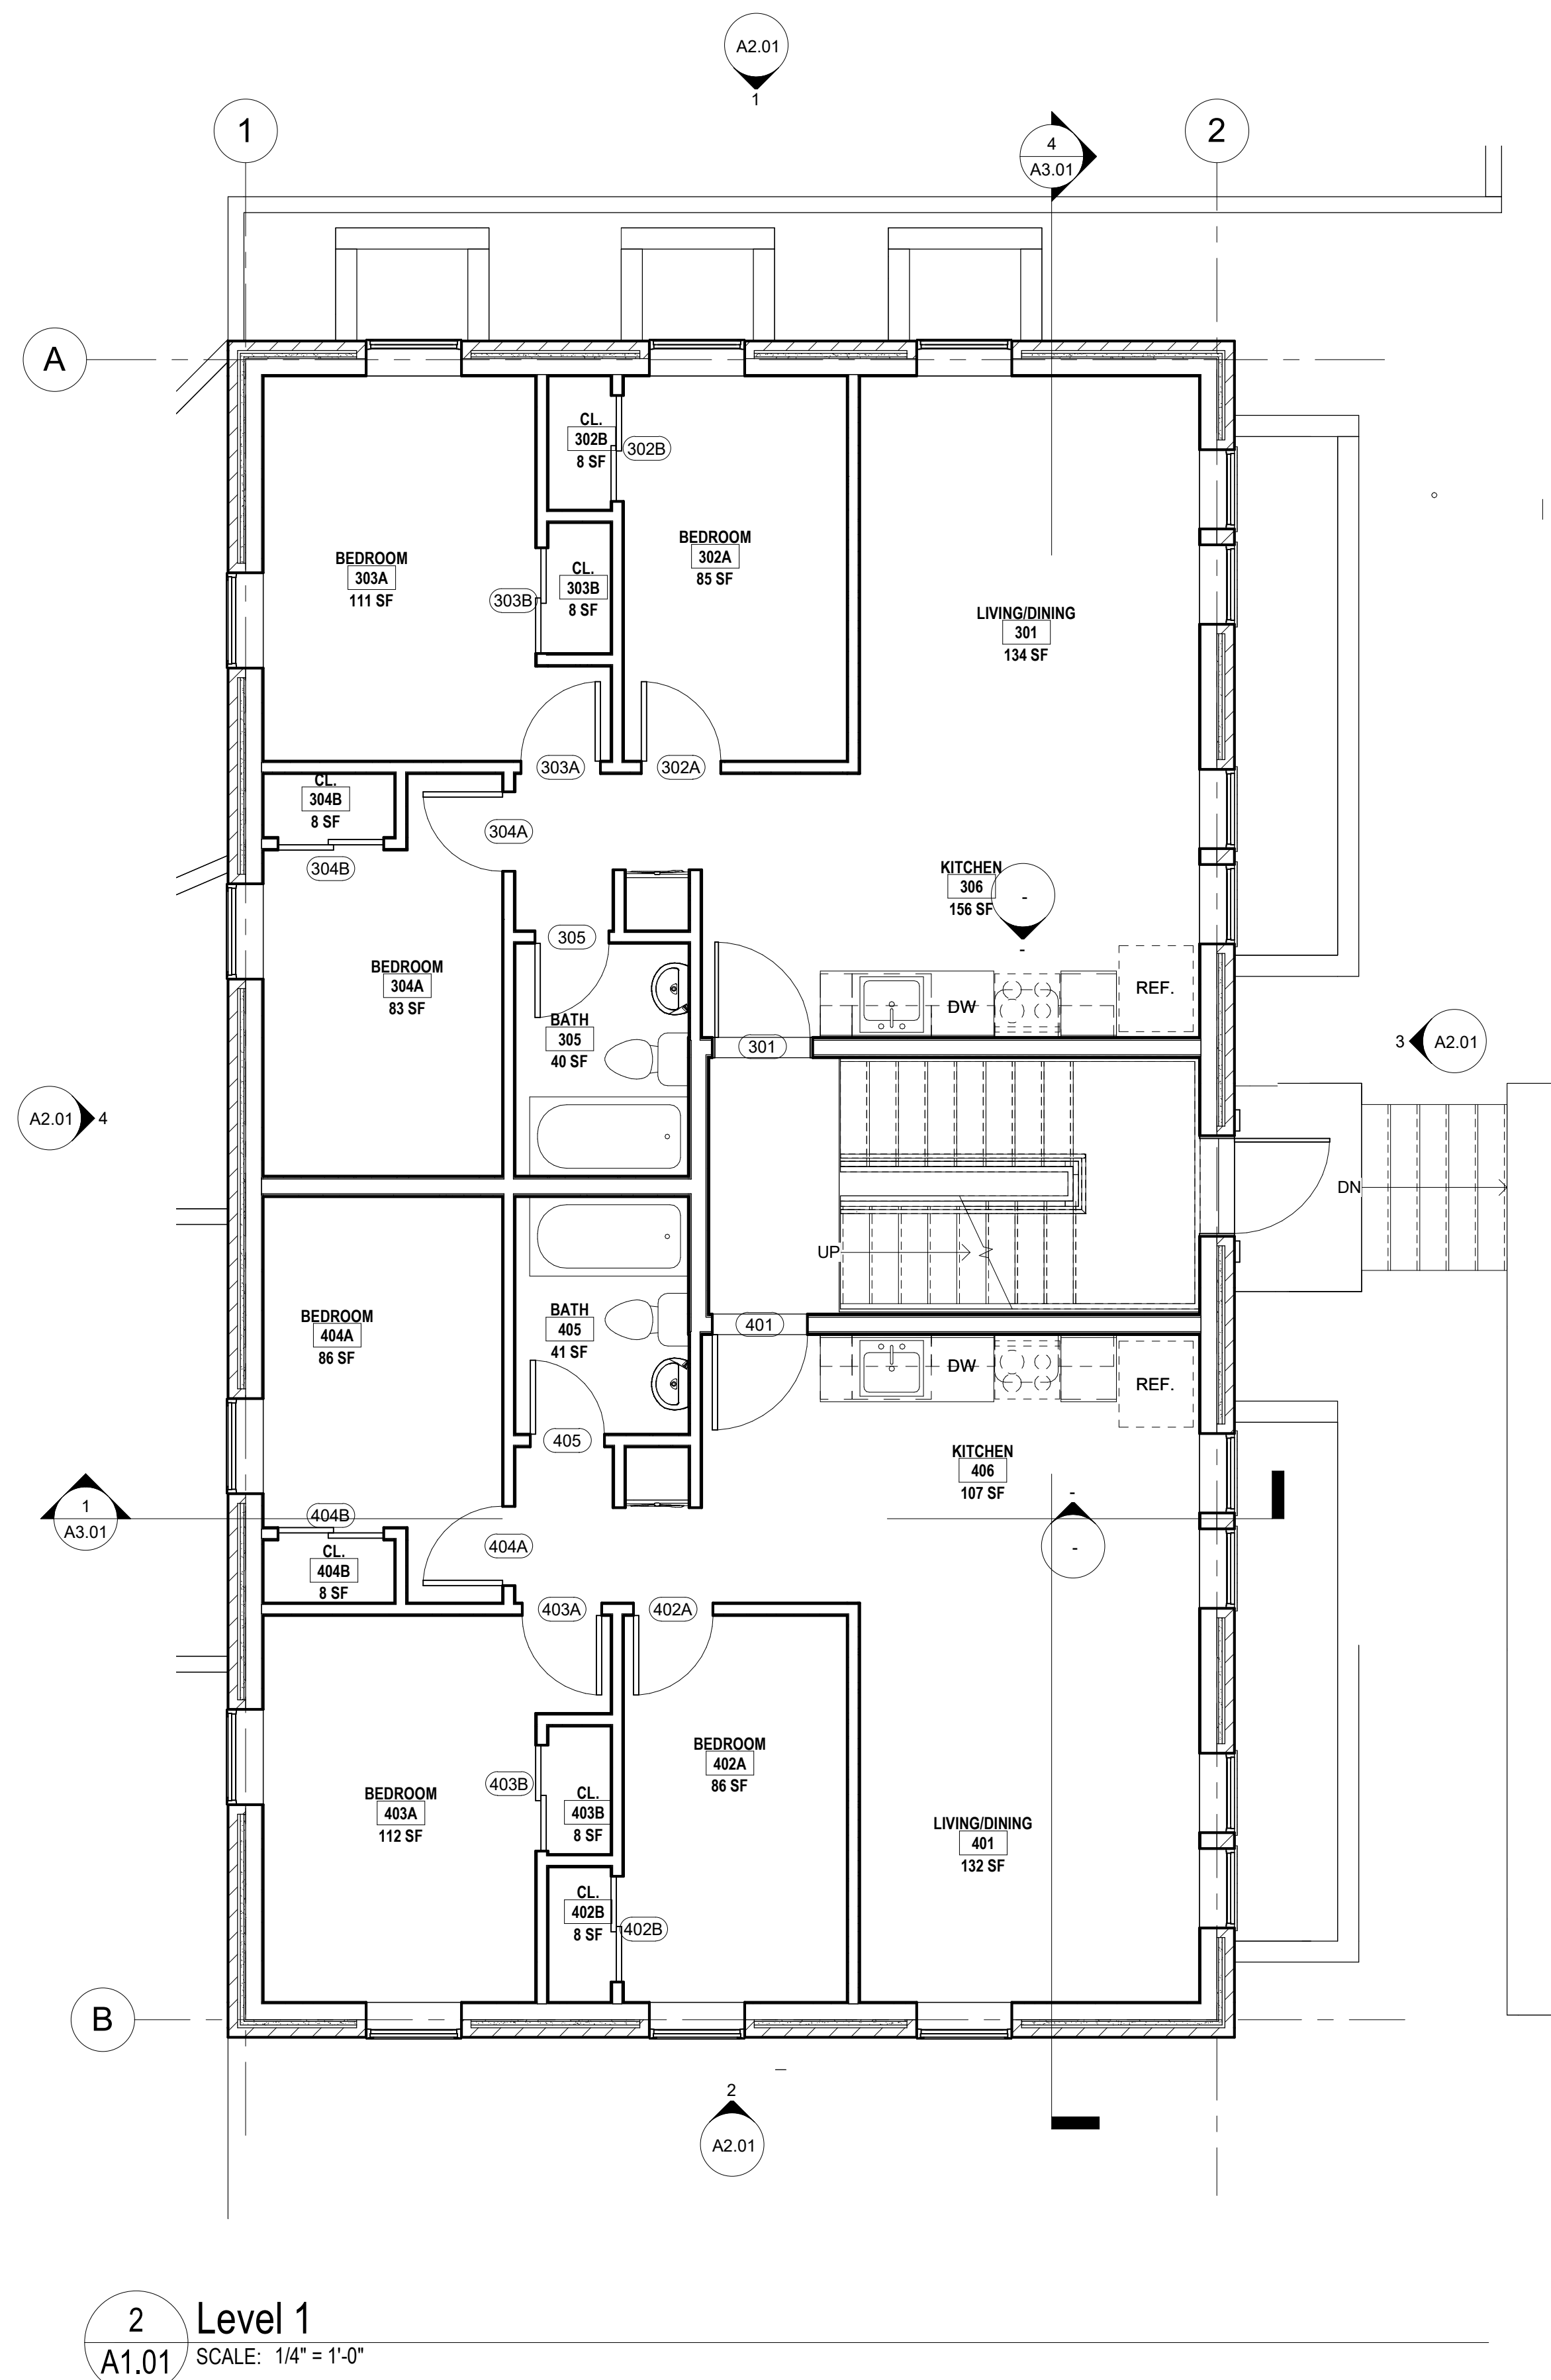 A2.01
1
1
2
4
A3.01
A
CL.
302B
8 SF
302B
BEDROOM
302A
85 SF
BEDROOM
303A
111 SF
CL.
303B
8 SF
303B
LIVING/DINING
301
134 SF
303A
302A
CL.
304B
8 SF
304A
304B
KITCHEN
306
156 SF
-
-
305
BEDROOM
304A
83 SF
BATH
305
40 SF
DW
REF.
301
3
A2.01
A2.01
4
DN
UP
BEDROOM
404A
86 SF
BATH
405
41 SF
401
DW
REF.
405
KITCHEN
406
107 SF
1
A3.01
404B
-
-
CL.
404B
8 SF
404A
403A
402A
BEDROOM
402A
86 SF
BEDROOM
403A
112 SF
403B
CL.
403B
8 SF
LIVING/DINING
401
132 SF
CL.
402B
8 SF
402B
B
2
A2.01
2
A1.01
Level 1
SCALE: 1/4" = 1'-0"